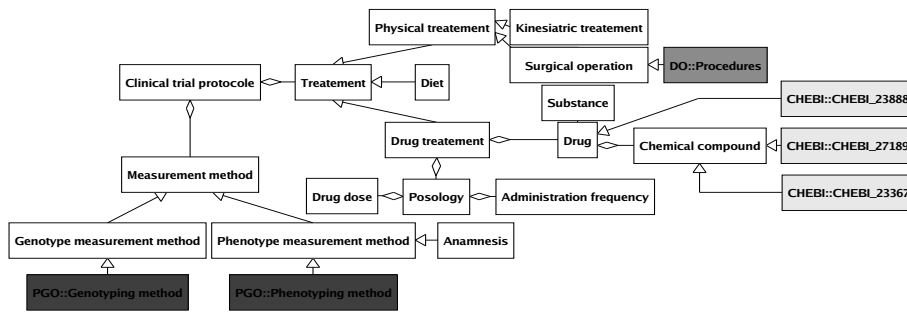 Physical treatement
Kinesiatric treatement
Surgical operation
DO::Procedures
Clinical trial protocole
Treatement
Diet
Substance
CHEBI::CHEBI_23888
Drug treatement
Drug
Chemical compound
CHEBI::CHEBI_27189
Measurement method
Drug dose
Posology
Administration frequency
CHEBI::CHEBI_23367
Genotype measurement method
Phenotype measurement method
Anamnesis
PGO::Genotyping method
PGO::Phenotyping method